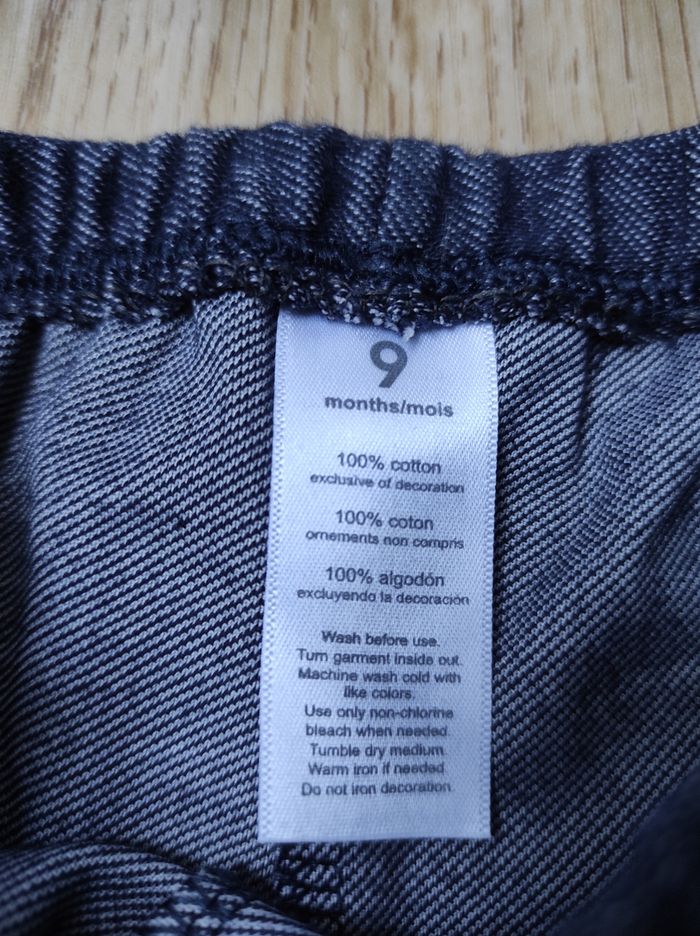 9
months/mois
100% cotton
exclusive of decoration
100% coton
ornements non compris
100% algodón
excluyendo la decoración
Wash before use.
Turn garment inside out.
Machine wash cold with
like colors.
Use only non-chlorine
bleach when needed.
Tumble dry medium.
Warm iron if needed.
Do not iron decoration.